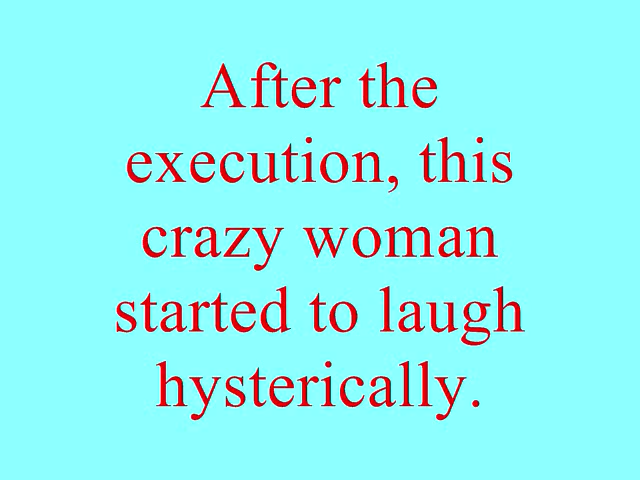 After the
execution, this
crazy woman
started to laugh
hysterically.